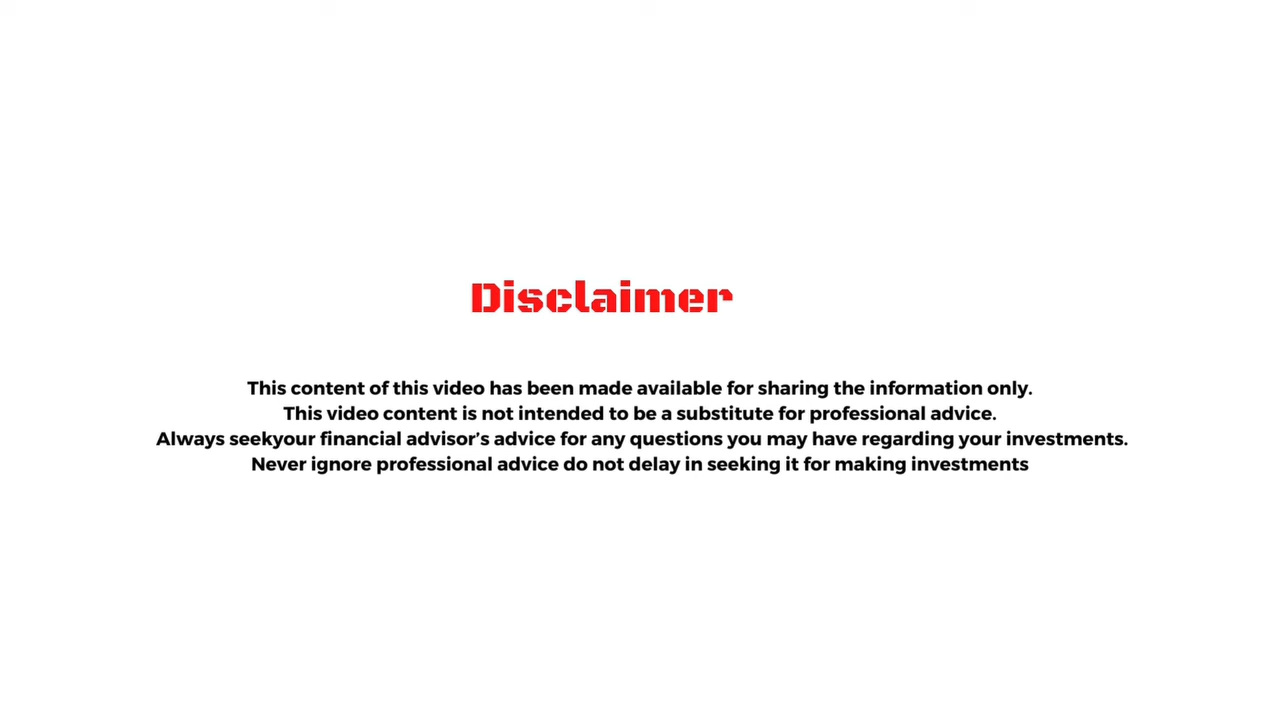 Disclaimer
This content of this video has been made available for sharing the information only.
This video content is not intended to be a substitute for professional advice.
Always seekyour financial advisor’s advice for any questions you may have regarding your investments.
Never ignore professional advice do not delay in seeking it for making investments